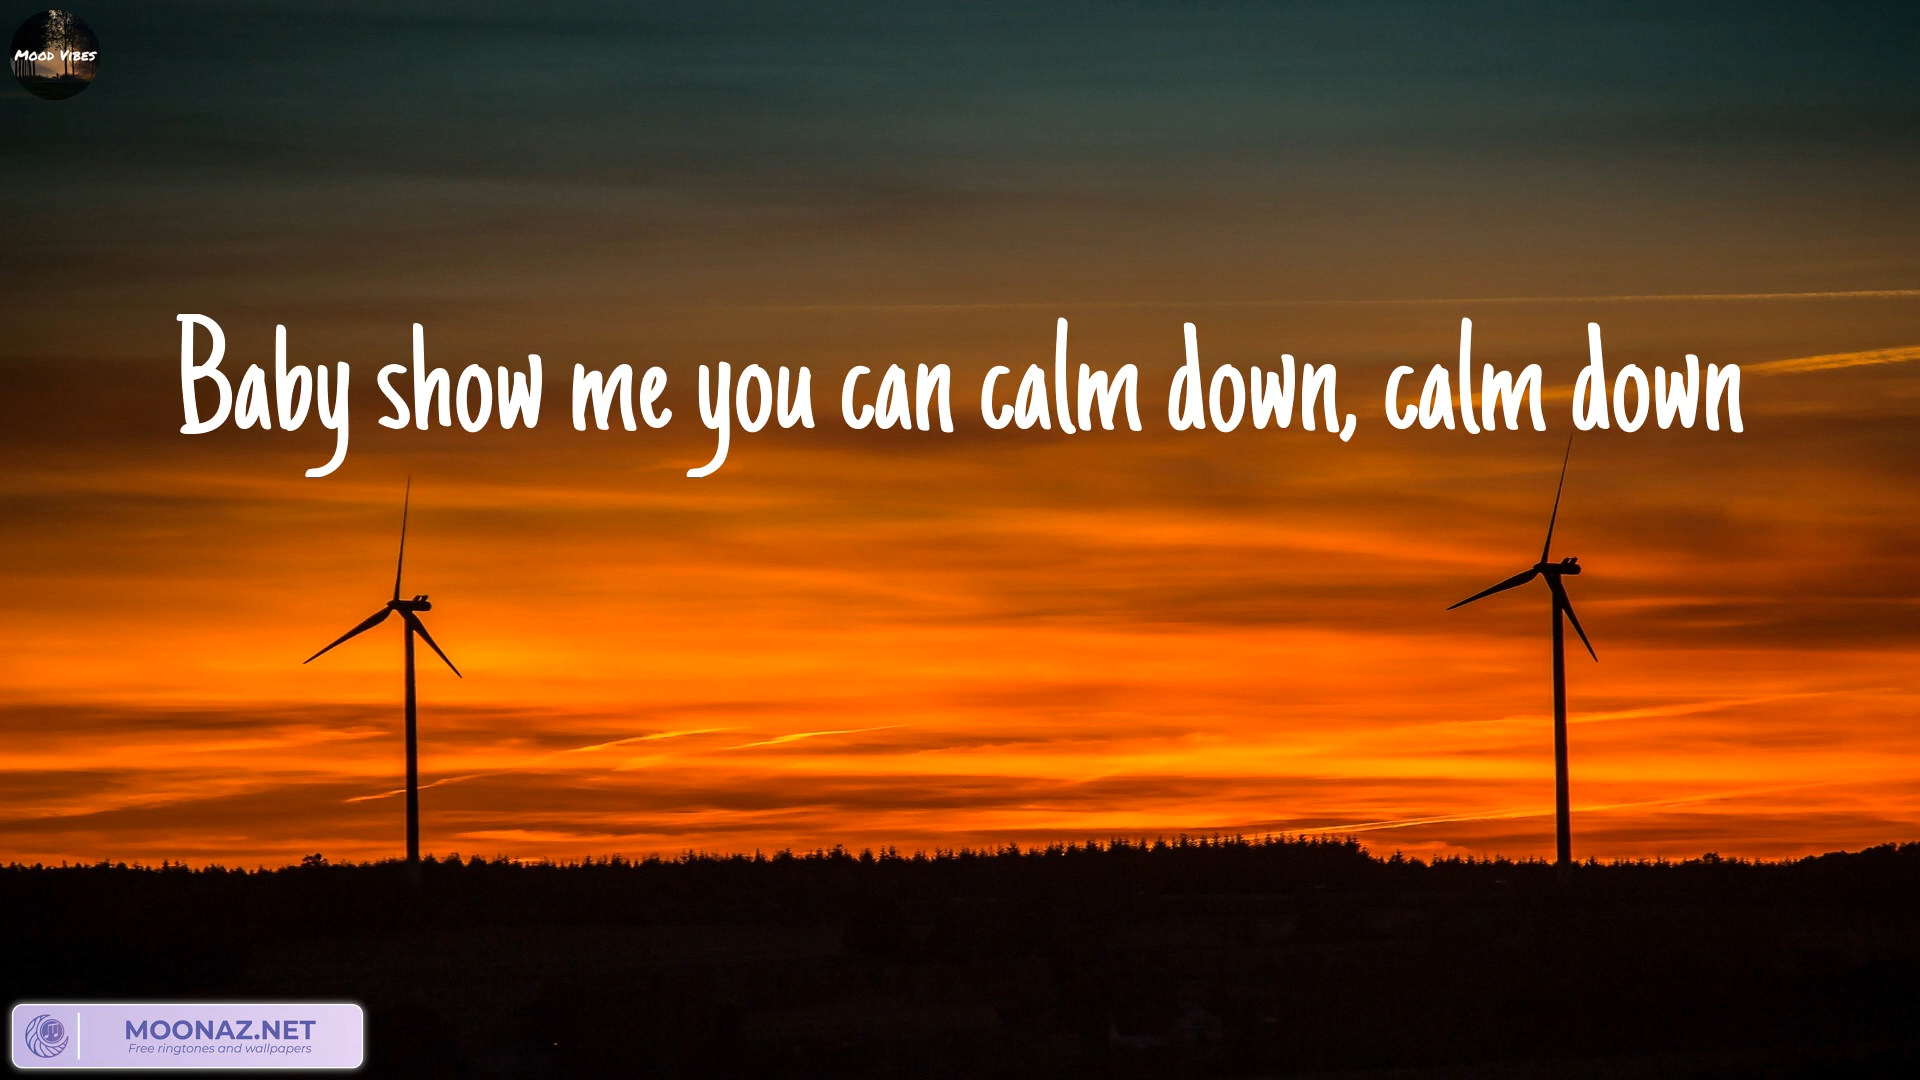 Mood Vibes
Baby show me you can calm down, calm down
MOONAZ.NET
Free ringtones and wallpapers